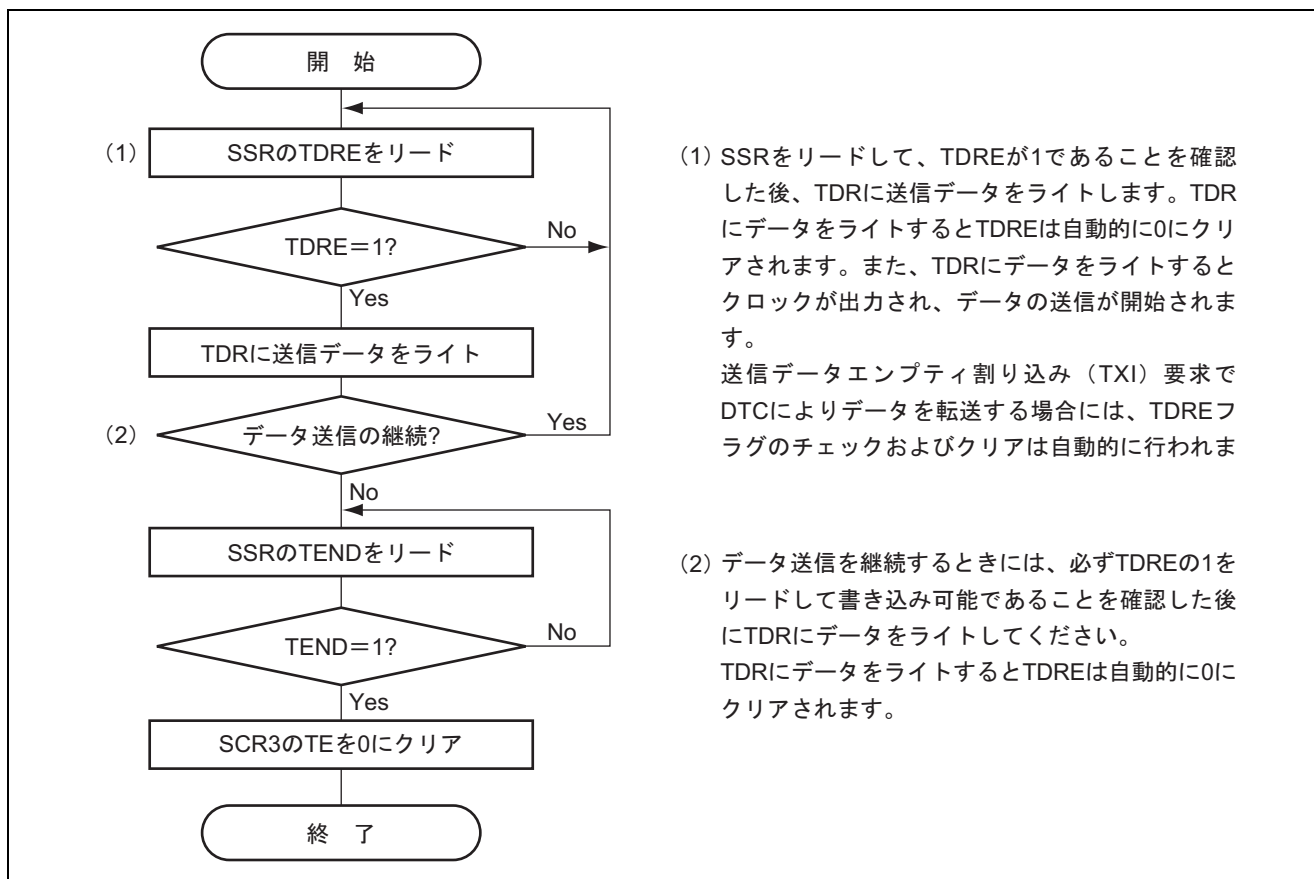 開　始
(1)
SSRのTDREをリード
TDRE＝1?
No
Yes
TDRに送信データをライト
(2)
データ送信の継続?
Yes
No
SSRのTENDをリード
TEND＝1?
No
Yes
SCR3のTEを0にクリア
終　了
(1) SSRをリードして、TDREが1であることを確認
した後、TDRに送信データをライトします。TDR
にデータをライトするとTDREは自動的に0にクリ
アされます。また、TDRにデータをライトすると
クロックが出力され、データの送信が開始されま
す。
送信データエンプティ割り込み（TXI）要求で
DTCによりデータを転送する場合には、TDREフ
ラグのチェックおよびクリアは自動的に行われま
(2) データ送信を継続するときには、必ずTDREの1を
リードして書き込み可能であることを確認した後
にTDRにデータをライトしてください。
TDRにデータをライトするとTDREは自動的に0に
クリアされます。